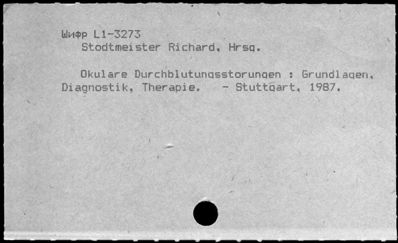 Шифр L1-3273
Stodtmeister Richard, Hrsg.
Okulare Durchblutungsstorungen : Grundlagen,
Diagnostik, Therapie. - Stuttgart, 1987.